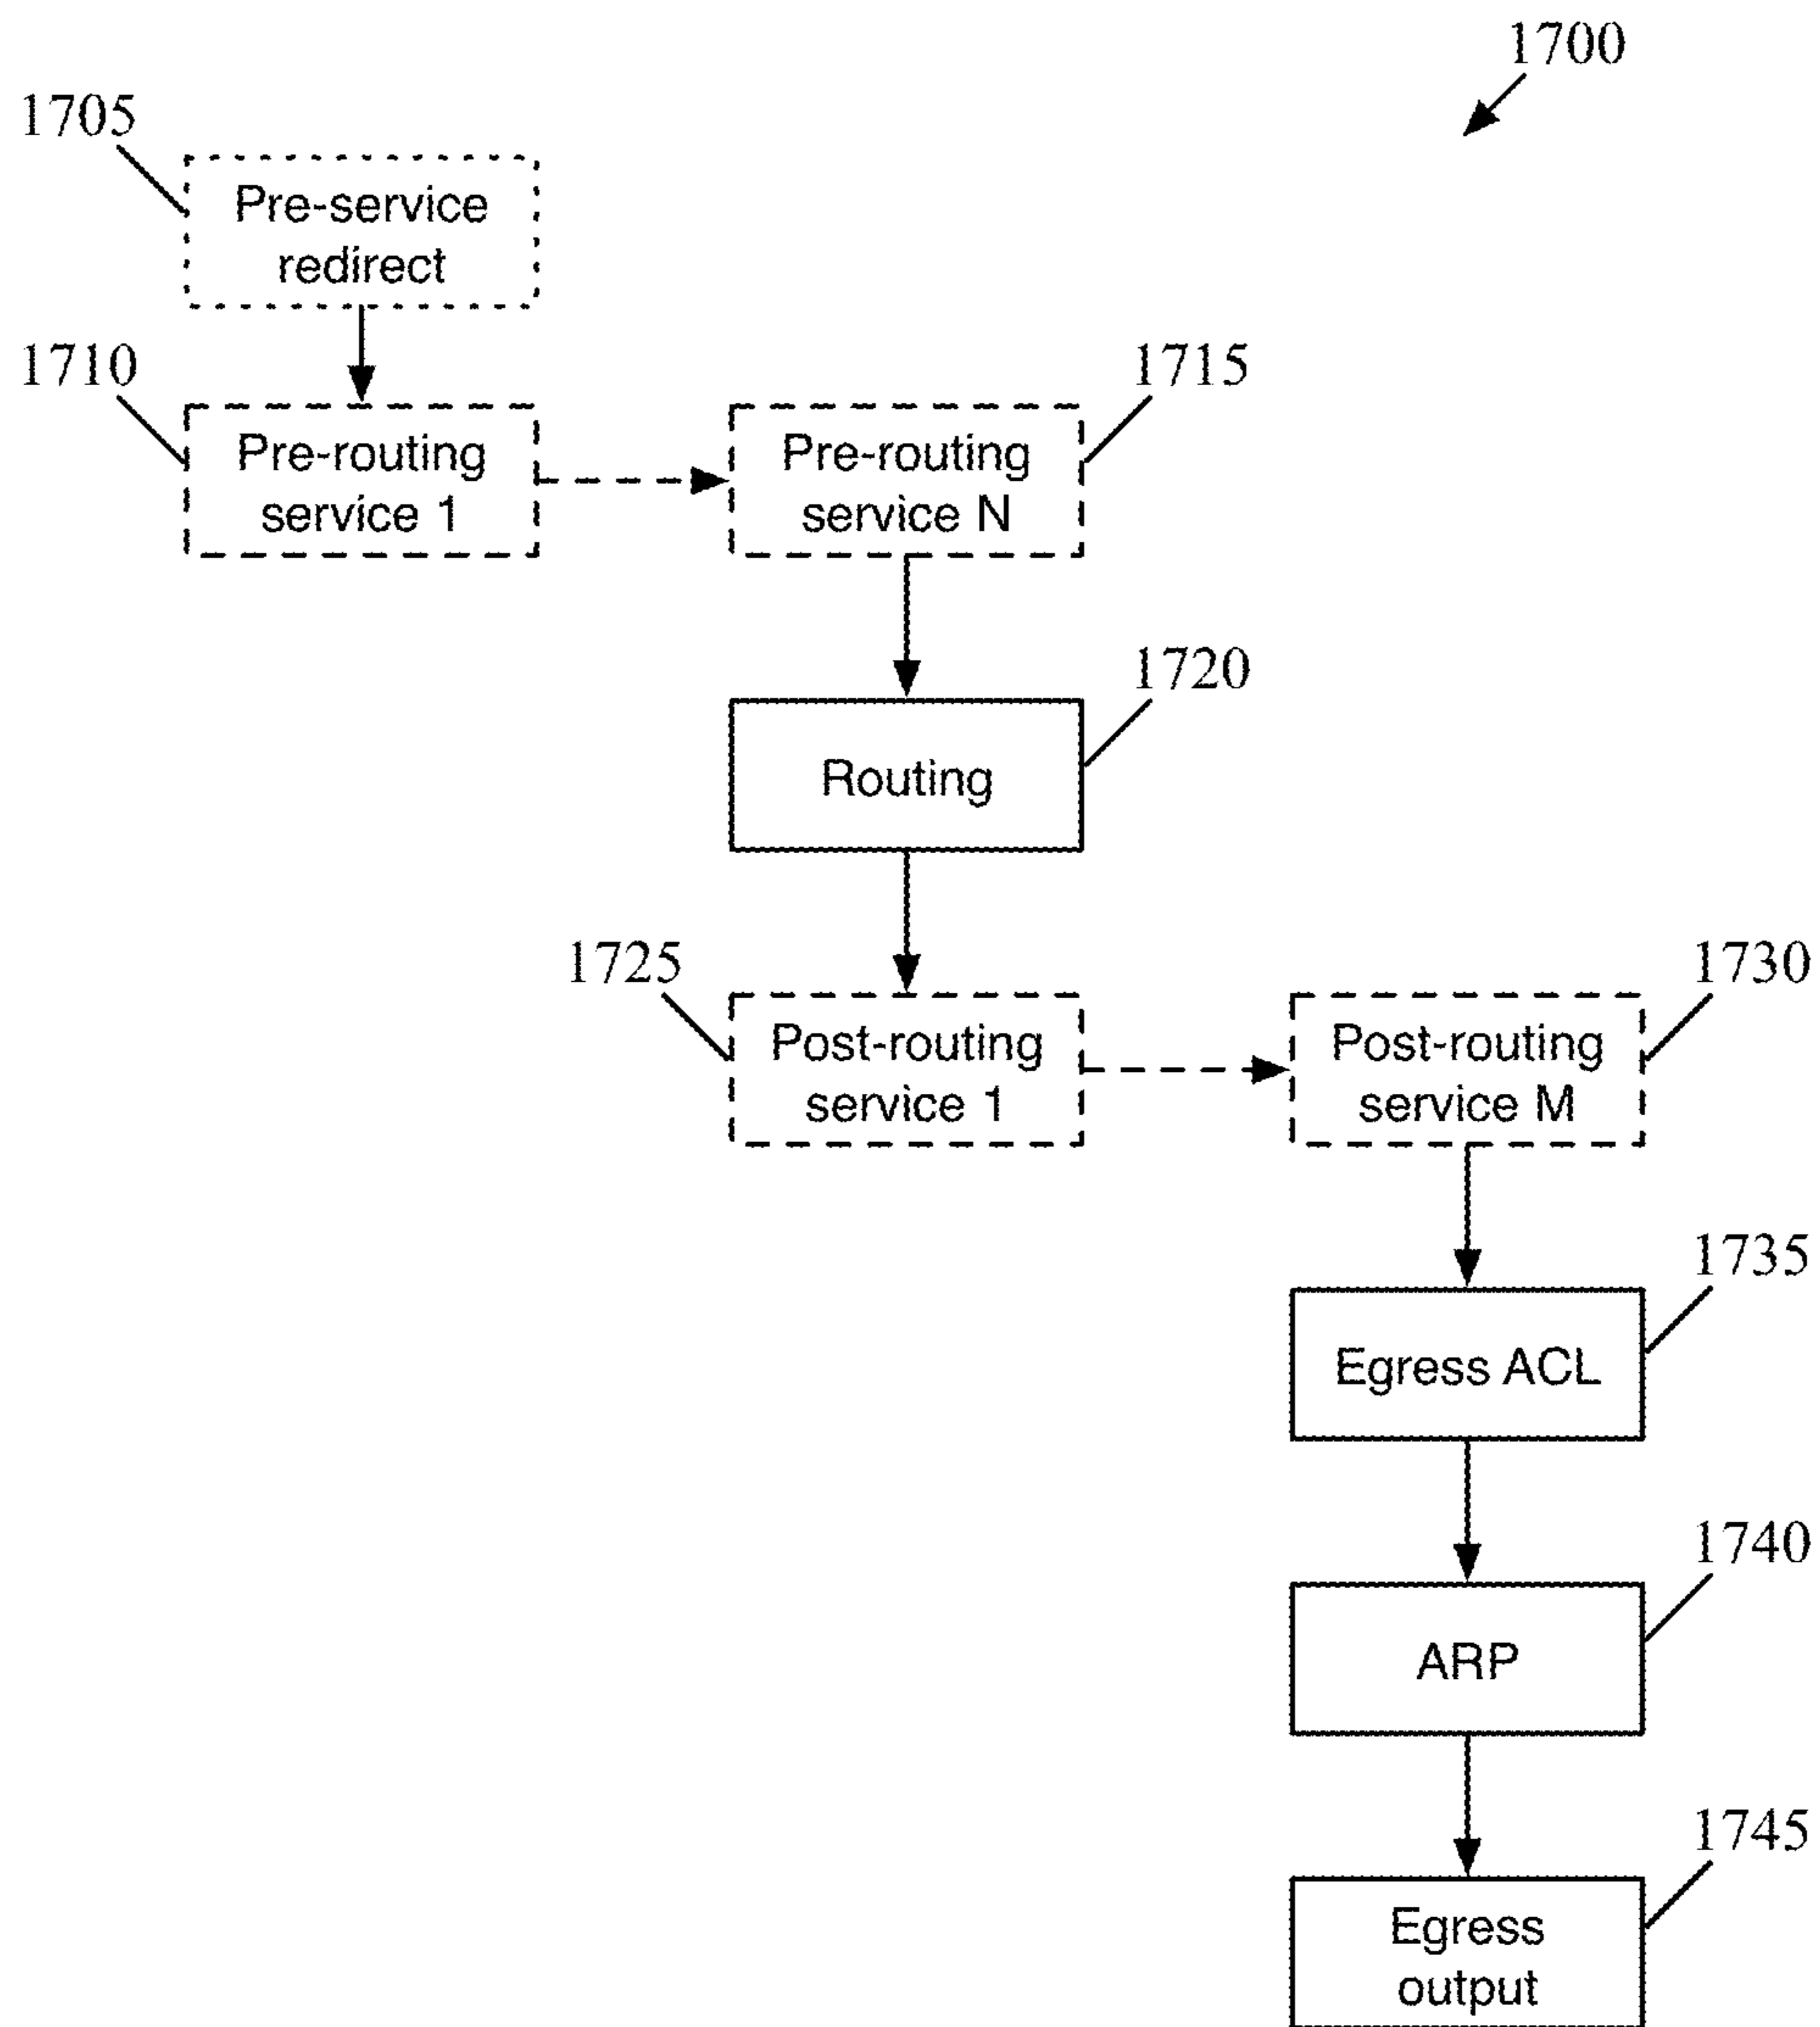 1700
1705
Pre-service
redirect
1710
Pre-routing
service 1
1715
Pre-routing
service N
1720
Routing
1725
Post-routing
service 1
1730
Post-routing
service M
1735
Egress ACL
1740
ARP
1745
Egress
output